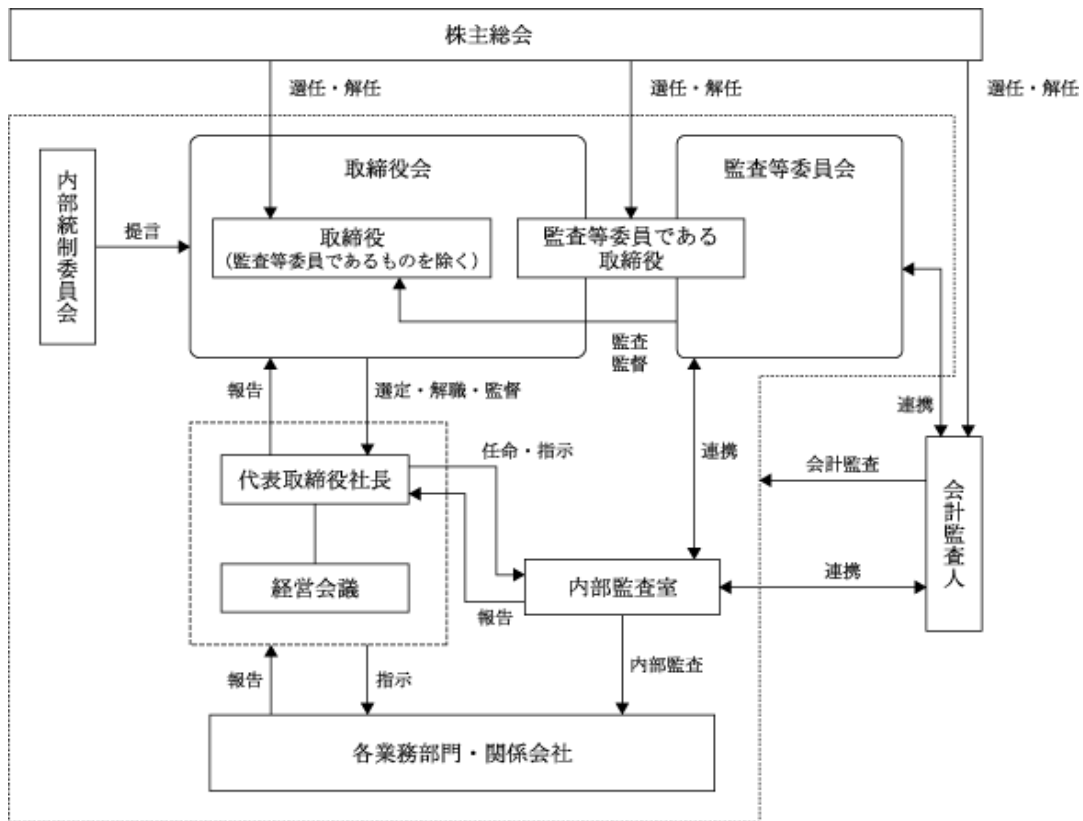 株主総会
選任・解任
選任・解任
選任・解任
内部統制委員会
提言
取締役会
取締役
(監査等委員であるものを除く)
監査等委員会
監査等委員である
取締役
監査
監督
報告
選定・解職・監督
連携
連携
代表取締役社長
任命・指示
会計監査
会計監査人
経営会議
報告
内部監査室
連携
報告
指示
内部監査
各業務部門・関係会社